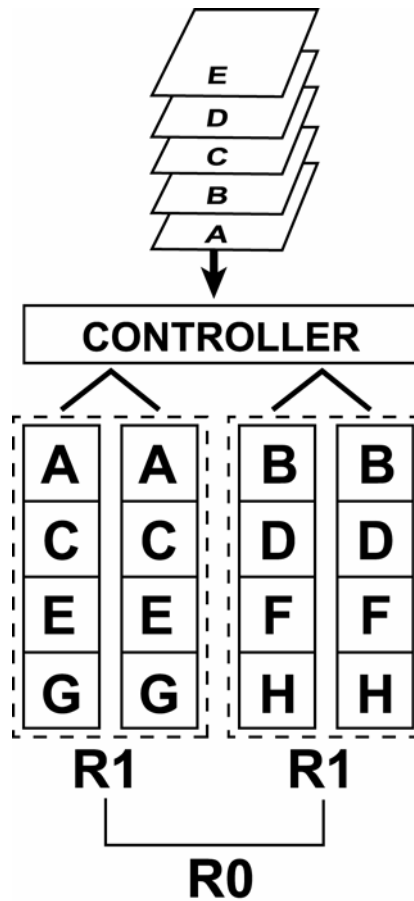 E
D
C
B
A
CONTROLLER
A A B B
C C D D
E E F F
G G H H
R1 R1
R0